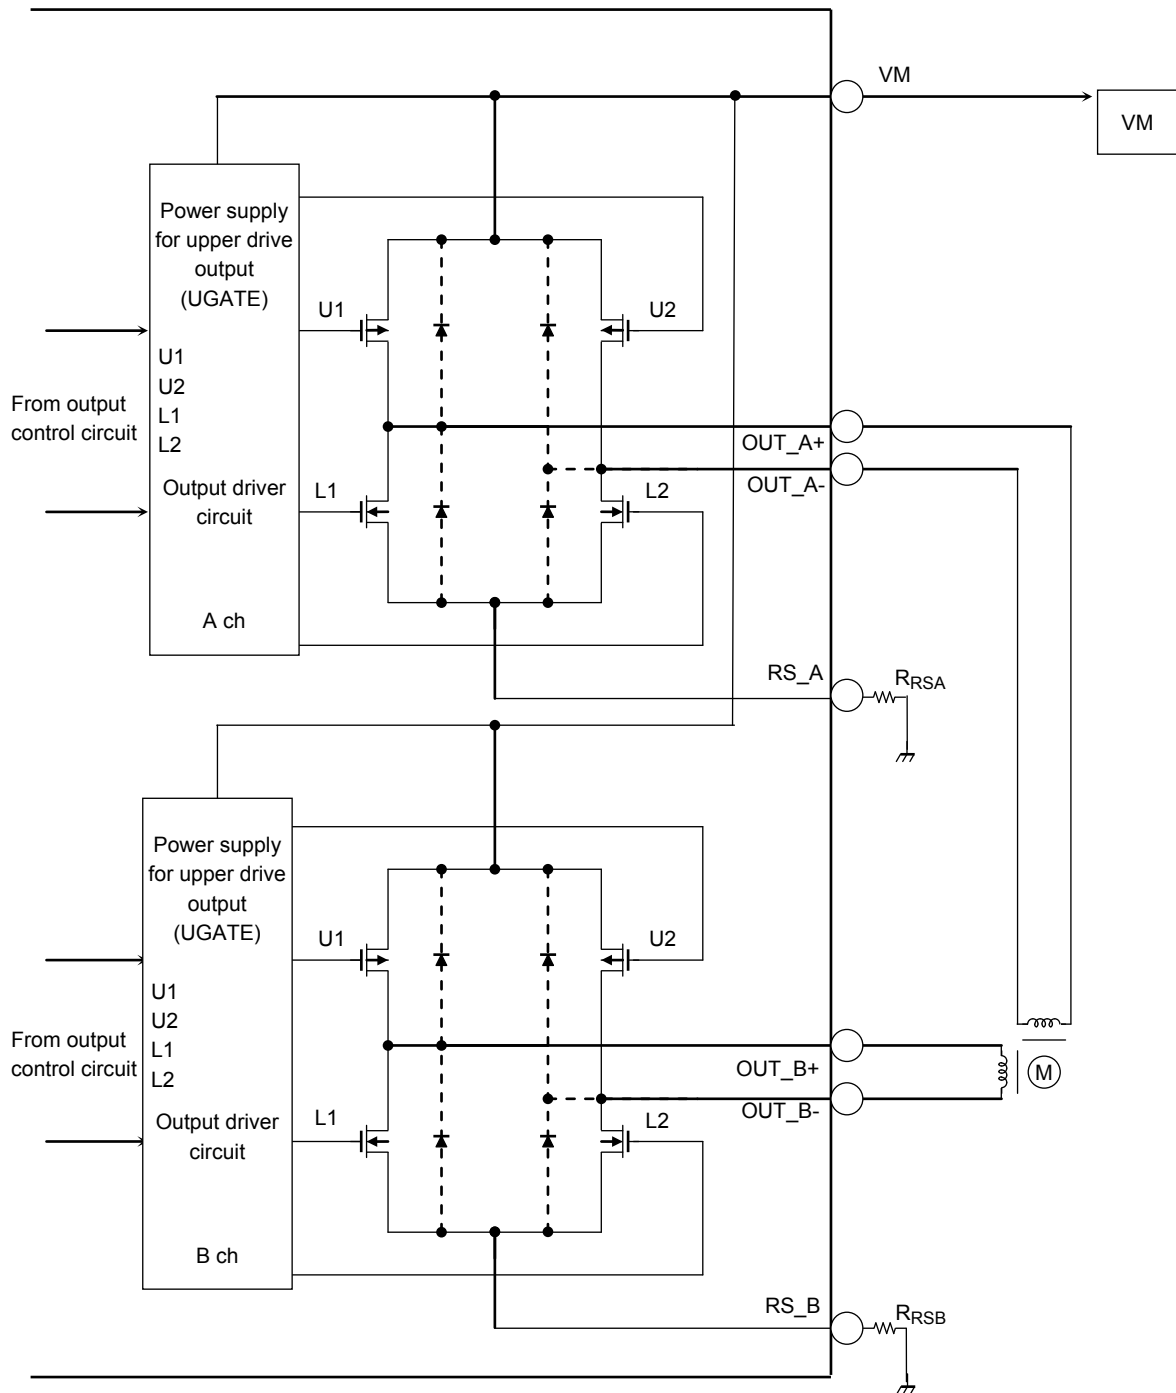 VM
VM
Power supply
for upper drive
output
(UGATE)
U1
U2
U1
U2
L1
L2
From output
control circuit
OUT_A+
OUT_A-
L1
L2
Output driver
circuit
A ch
RS_A
RRSA
Power supply
for upper drive
output
(UGATE)
U1
U2
U1
U2
L1
L2
From output
control circuit
OUT_B+
M
OUT_B-
L1
L2
Output driver
circuit
B ch
RS_B
RRSB